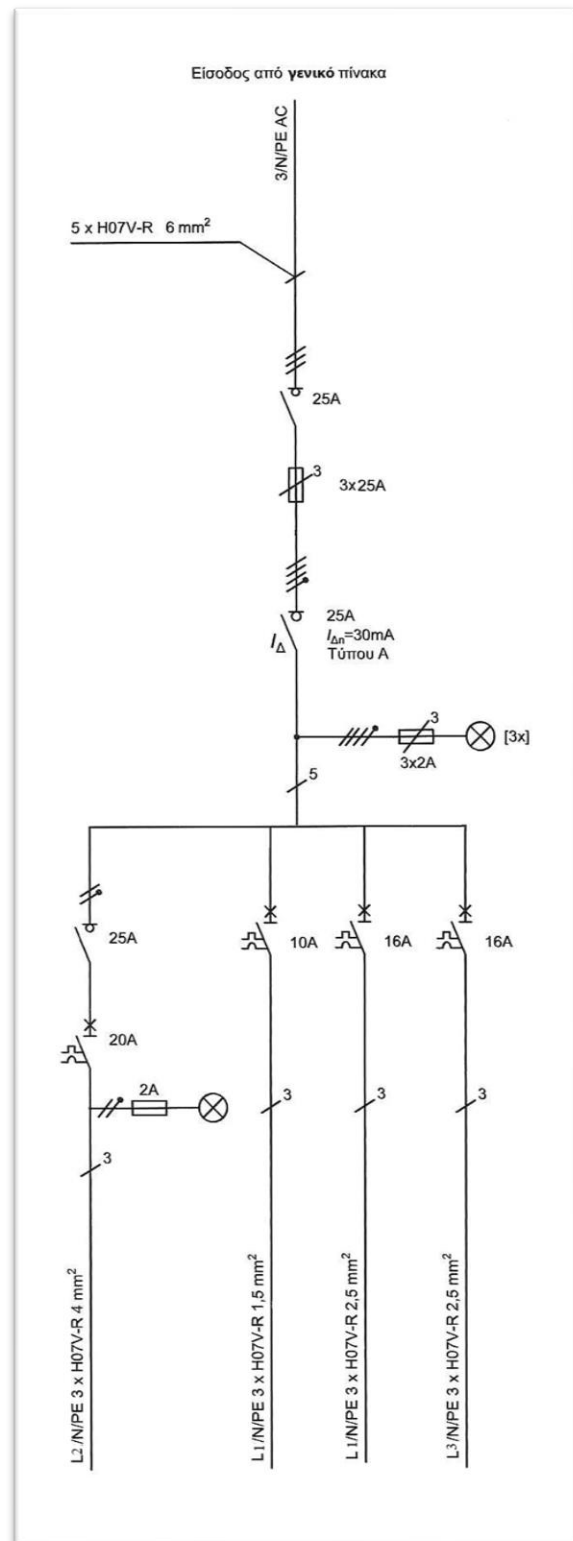 Είσοδος από γενικό πίνακα
3/N/PE AC
5 x H07V-R 6 mm²
25A
3
3x25A
25A
I_Δ
I_Δn=30mA
Τύπου Α
3
[3x]
3x2A
5
25A
10A
16A
16A
20A
2A
3
3
3
3
L2/N/PE 3 x H07V-R 4 mm²
L1/N/PE 3 x H07V-R 1,5 mm²
L1/N/PE 3 x H07V-R 2,5 mm²
L3/N/PE 3 x H07V-R 2,5 mm²